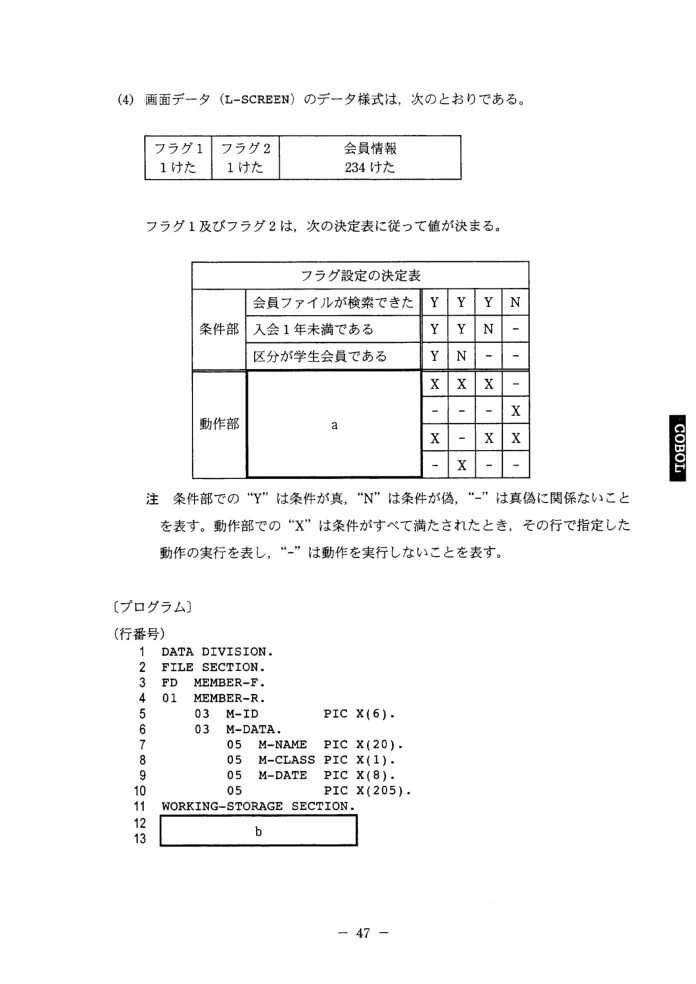 (4) 画面データ（L-SCREEN）のデータ様式は，次のとおりである。
フラグ1 フラグ2 会員情報
1けた 1けた 234けた
フラグ1及びフラグ2は，次の決定表に従って値が決まる。
フラグ設定の決定表
条件部 会員ファイルが検索できた Y Y Y N
入会1年未満である Y Y N -
区分が学生会員である Y N - -
動作部 a X X X -
- - - X
X - X X
- X - -
注 条件部での“Y”は条件が真，“N”は条件が偽，“-”は真偽に関係ないこと
を表す。動作部での“X”は条件がすべて満たされたとき，その行で指定した
動作の実行を表し，“-”は動作を実行しないことを表す。
COBOL
〔プログラム〕
(行番号)
1 DATA DIVISION.
2 FILE SECTION.
3 FD MEMBER-F.
4 01 MEMBER-R.
5 03 M-ID PIC X(6).
6 03 M-DATA.
7 05 M-NAME PIC X(20).
8 05 M-CLASS PIC X(1).
9 05 M-DATE PIC X(8).
10 05 PIC X(205).
11 WORKING-STORAGE SECTION.
12 b
13
- 47 -